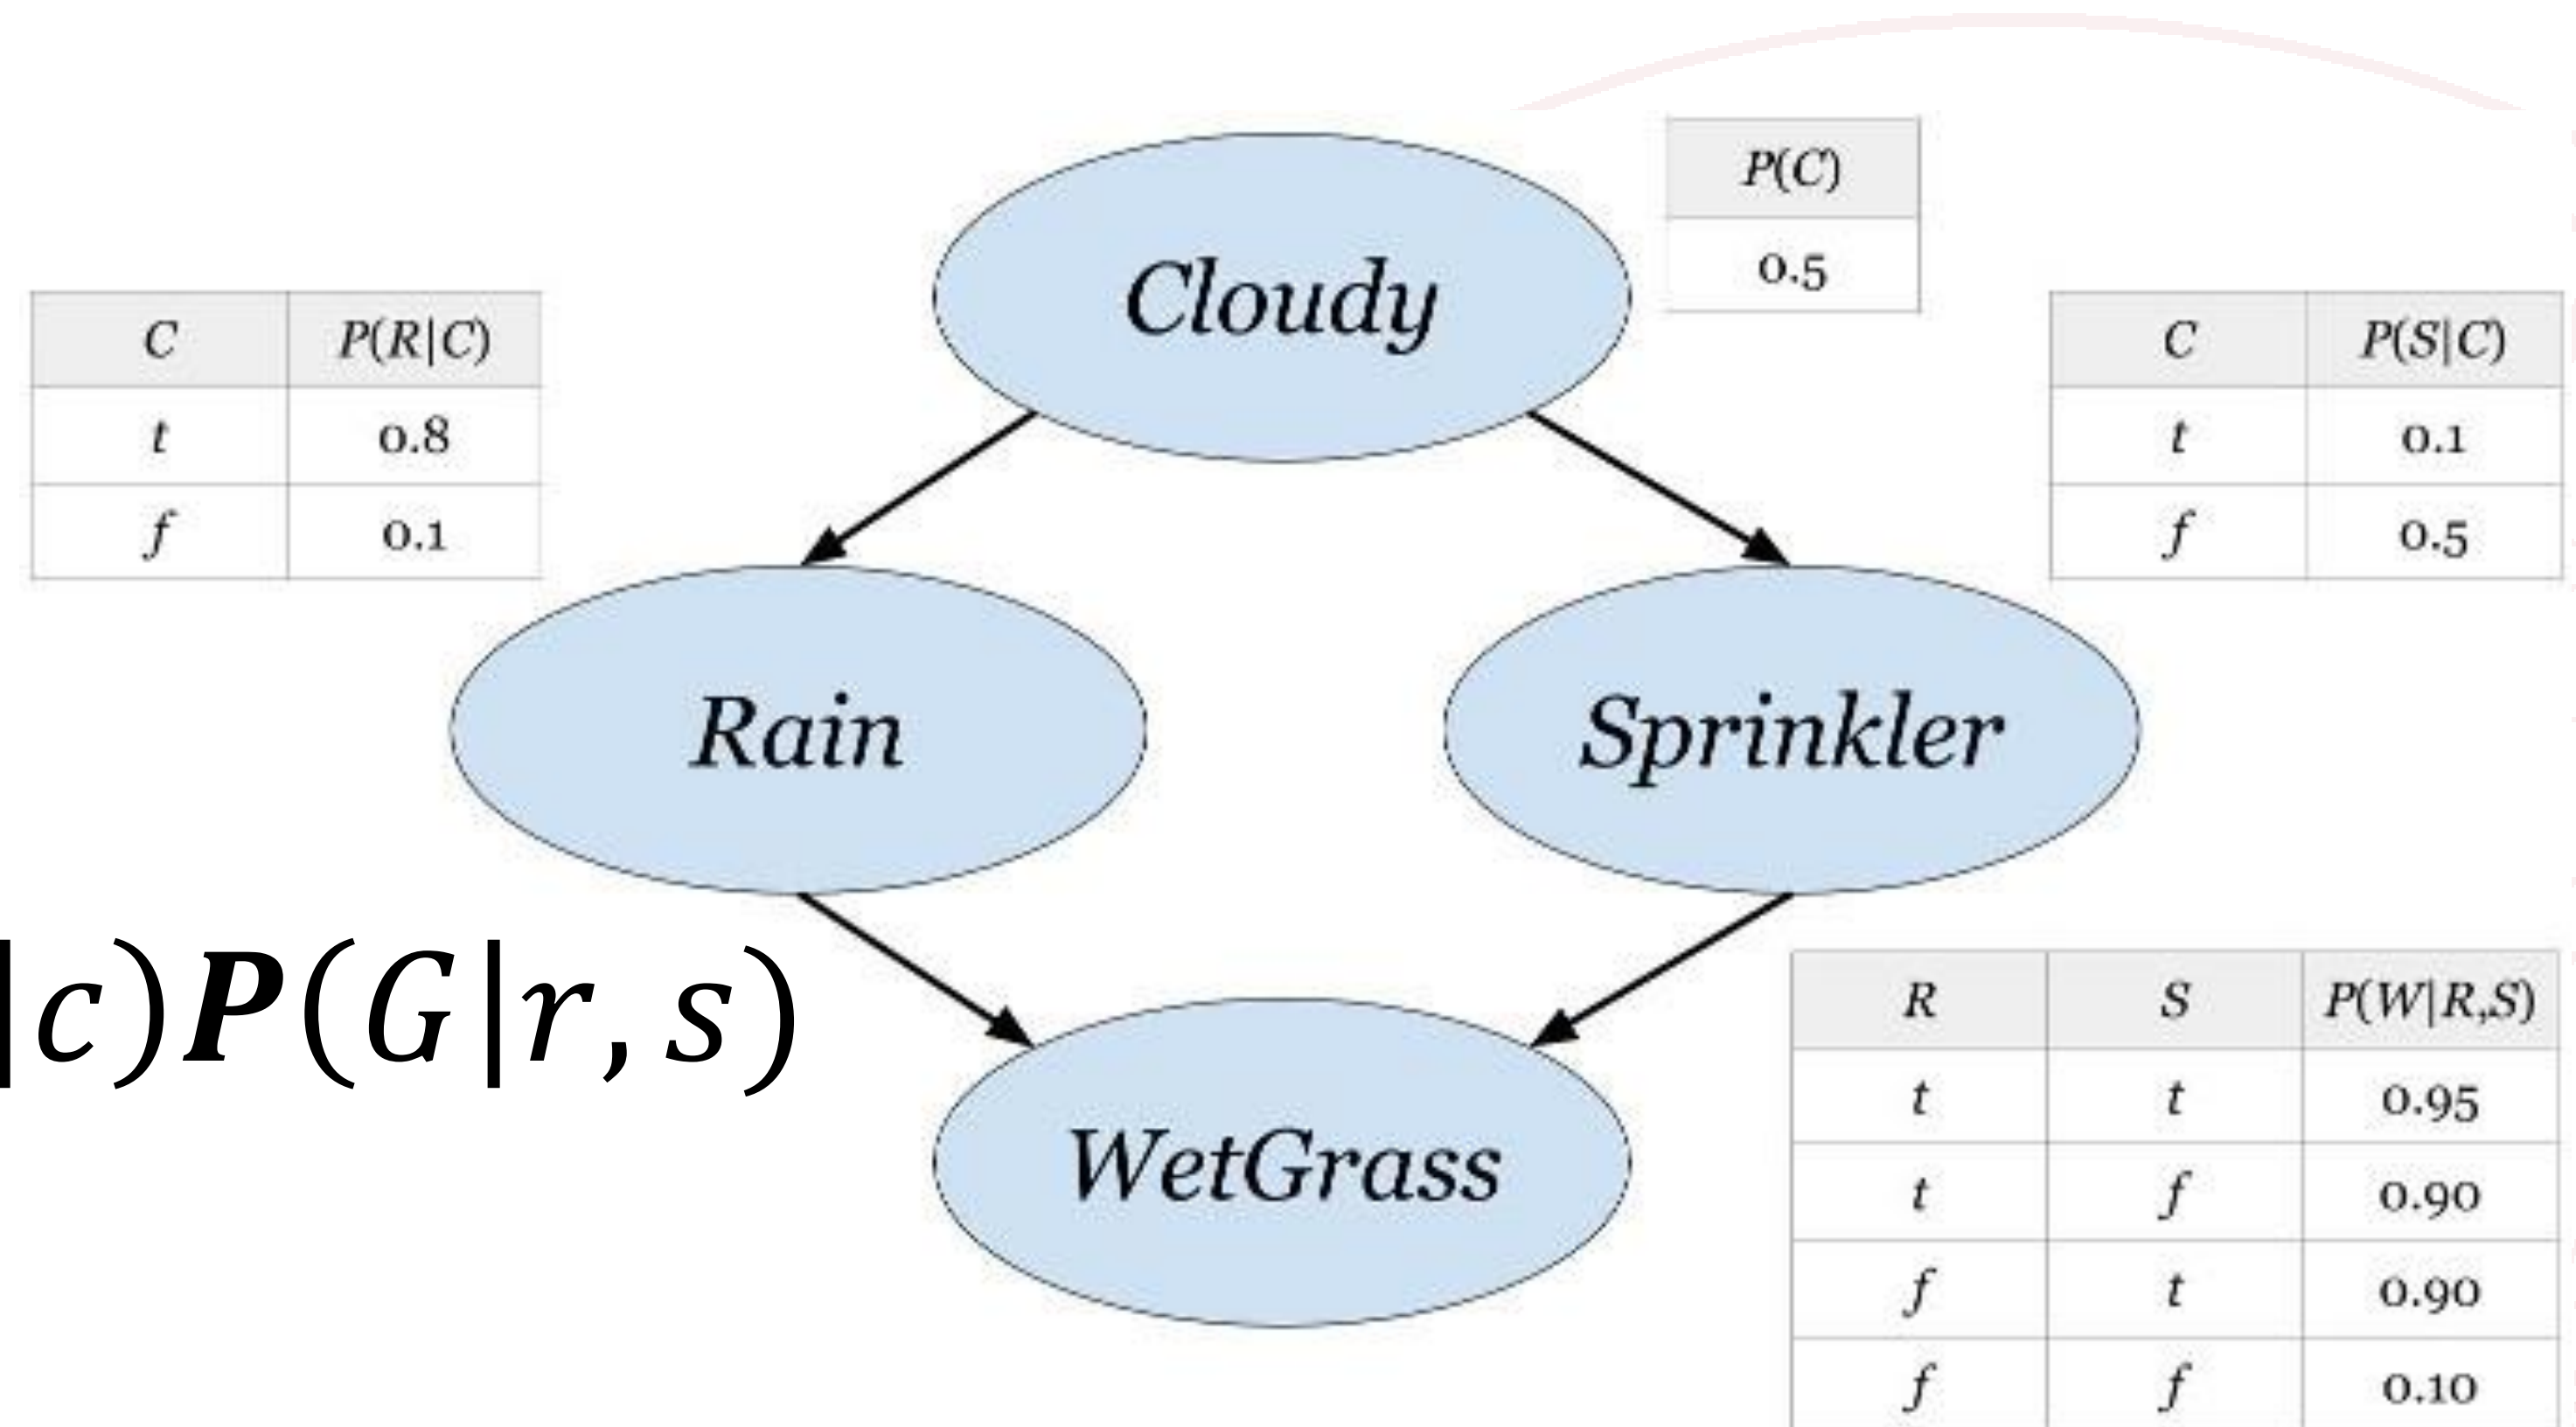 P(C)
0.5
Cloudy
C P(R|C)
t 0.8
f 0.1
C P(S|C)
t 0.1
f 0.5
Rain
Sprinkler
|c)P(G|r, s)
WetGrass
R S P(W|R,S)
t t 0.95
t f 0.90
f t 0.90
f f 0.10